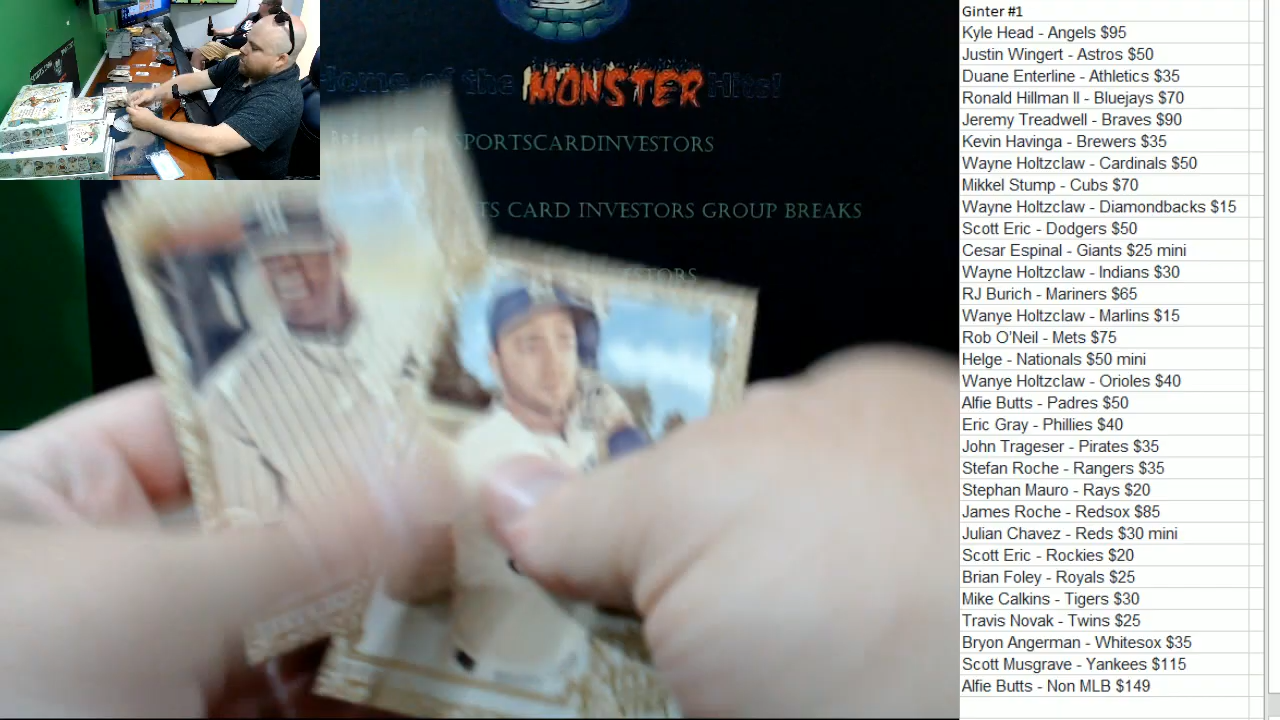 Home of the MONSTER Hits!
SPORTSCARDINVESTORS
TS CARD INVESTORS GROUP BREAKS
ESTORS
Ginter #1
Kyle Head - Angels $95
Justin Wingert - Astros $50
Duane Enterline - Athletics $35
Ronald Hillman ll - Bluejays $70
Jeremy Treadwell - Braves $90
Kevin Havinga - Brewers $35
Wayne Holtzclaw - Cardinals $50
Mikkel Stump - Cubs $70
Wayne Holtzclaw - Diamondbacks $15
Scott Eric - Dodgers $50
Cesar Espinal - Giants $25 mini
Wayne Holtzclaw - Indians $30
RJ Burich - Mariners $65
Wanye Holtzclaw - Marlins $15
Rob O'Neil - Mets $75
Helge - Nationals $50 mini
Wanye Holtzclaw - Orioles $40
Alfie Butts - Padres $50
Eric Gray - Phillies $40
John Trageser - Pirates $35
Stefan Roche - Rangers $35
Stephan Mauro - Rays $20
James Roche - Redsox $85
Julian Chavez - Reds $30 mini
Scott Eric - Rockies $20
Brian Foley - Royals $25
Mike Calkins - Tigers $30
Travis Novak - Twins $25
Bryon Angerman - Whitesox $35
Scott Musgrave - Yankees $115
Alfie Butts - Non MLB $149